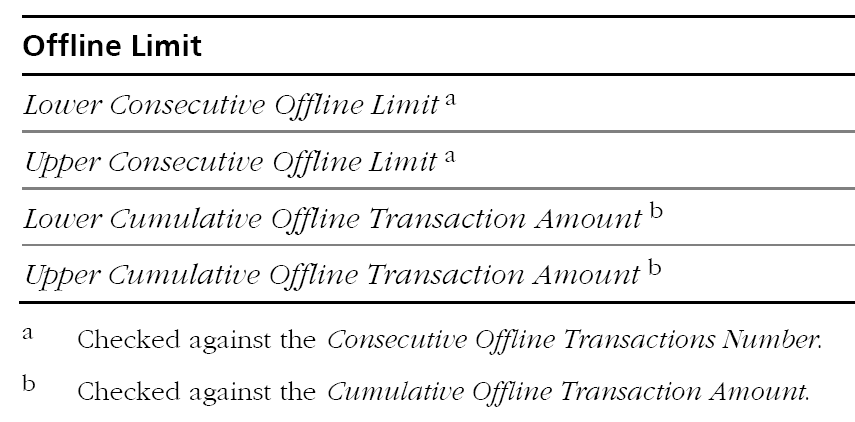 Offline Limit
Lower Consecutive Offline Limit a
Upper Consecutive Offline Limit a
Lower Cumulative Offline Transaction Amount b
Upper Cumulative Offline Transaction Amount b
a Checked against the Consecutive Offline Transactions Number.
b Checked against the Cumulative Offline Transaction Amount.